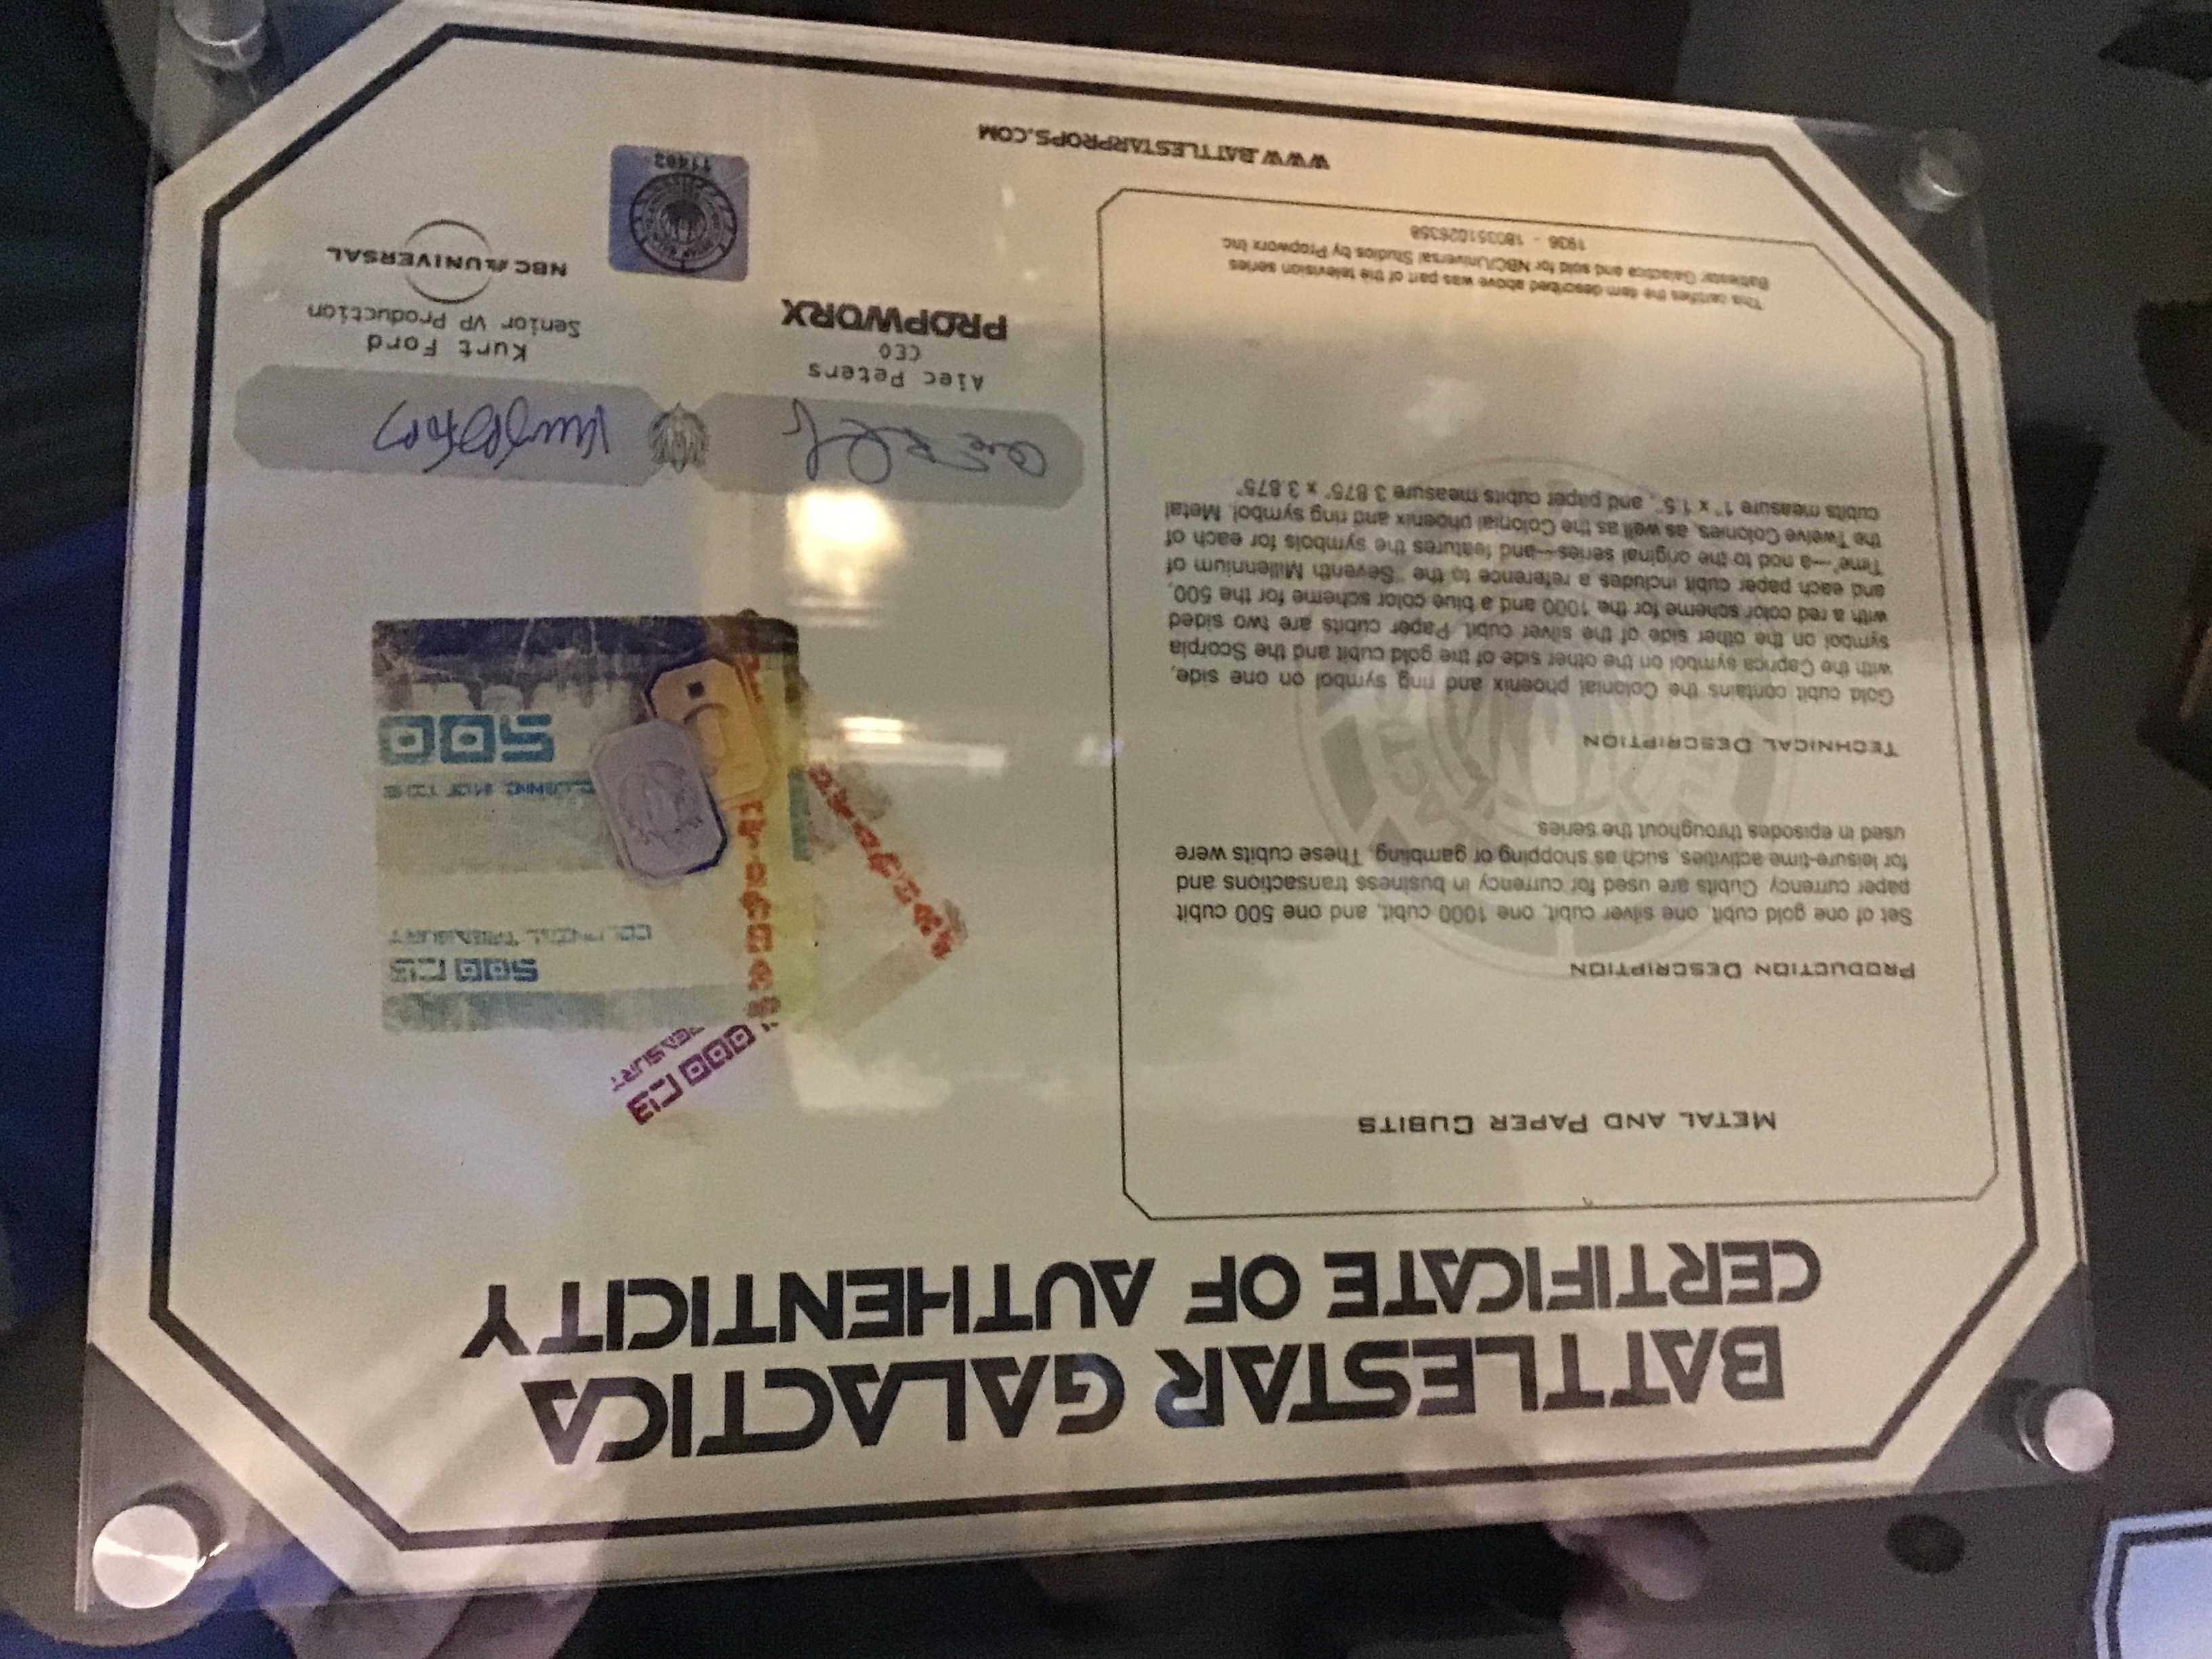 BATTLESTAR GALACTICA
CERTIFICATE OF AUTHENTICITY
METAL AND PAPER CUBITS
PRODUCTION DESCRIPTION
Set of one gold cubit, one silver cubit, one 1000 cubit, and one 500 cubit
paper currency. Cubits are used for currency in business transactions and
for leisure-time activities, such as shopping or gambling. These cubits were
used in episodes throughout the series
TECHNICAL DESCRIPTION
Gold cubit contains the Colonial phoenix and ring symbol on one side,
with the Caprica symbol on the other side of the gold cubit and the Scorpia
symbol on the other side of the silver cubit. Paper cubits are two sided
with a red color scheme for the 1000 and a blue color scheme for the 500,
and each paper cubit includes a reference to the "Seventh Millennium of
Time"—a nod to the original series—and features the symbols for each of
the Twelve Colonies, as well as the Colonial phoenix and ring symbol. Metal
cubits measure 1" x 1.5", and paper cubits measure 3.875" x 3.875"
This certifies the item described above was part of the television series
Battlestar Galactica and sold for NBC/Universal Studios by Propworx Inc.
1936 - 180351026358
WWW.BATTLESTARPROPS.COM
000
TREASURY
500
COLONIAL TREASURY
500
Alec Peters
CEO
PROPWORX
Kurt Ford
Senior VP Production
NBC UNIVERSAL
11402